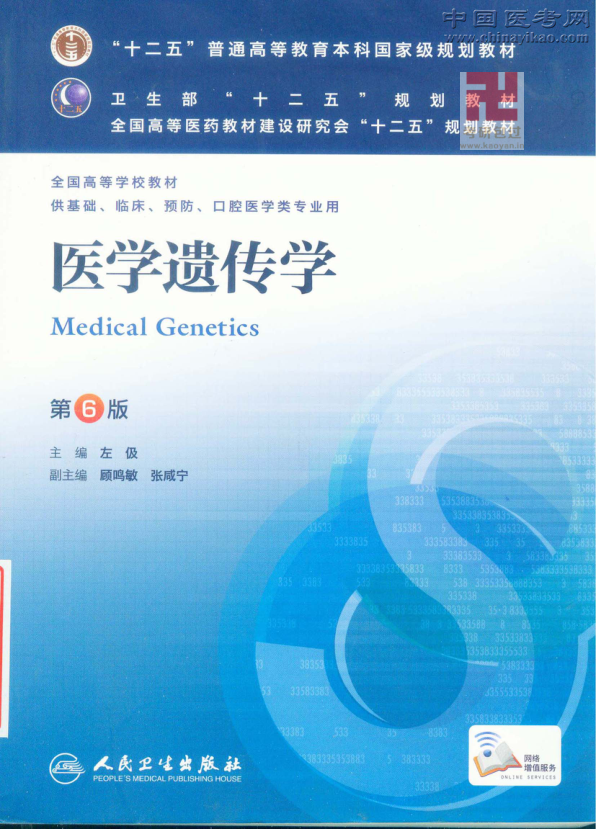 中国医考网
www.chinayikao.com
“十二五”普通高等教育本科国家级规划教材
卫生部“十二五”规划教材
全国高等医药教材建设研究会“十二五”规划教材
考研窝过
www.kaoyan.in
全国高等学校教材
供基础、临床、预防、口腔医学类专业用
医学遗传学
Medical Genetics
第6版
主编 左伋
副主编 顾鸣敏 张咸宁
人民卫生出版社
PEOPLE'S MEDICAL PUBLISHING HOUSE
网络
增值服务
ONLINE SERVICES